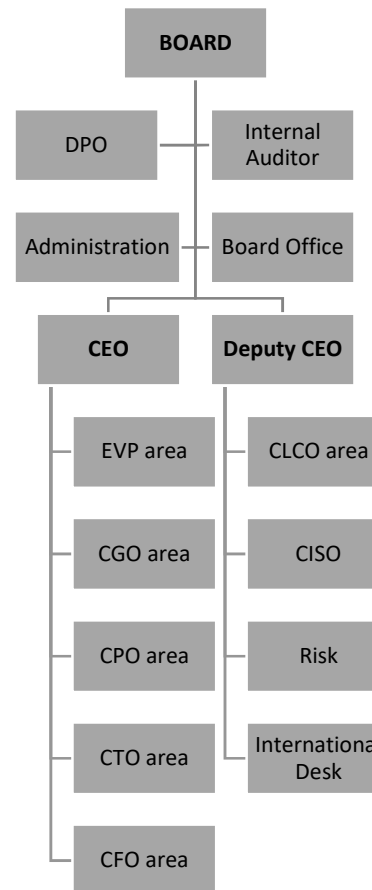 BOARD
DPO
Internal
Auditor
Administration
Board Office
CEO
Deputy CEO
EVP area
CLCO area
CGO area
CISO
CPO area
Risk
CTO area
Internationa
Desk
CFO area